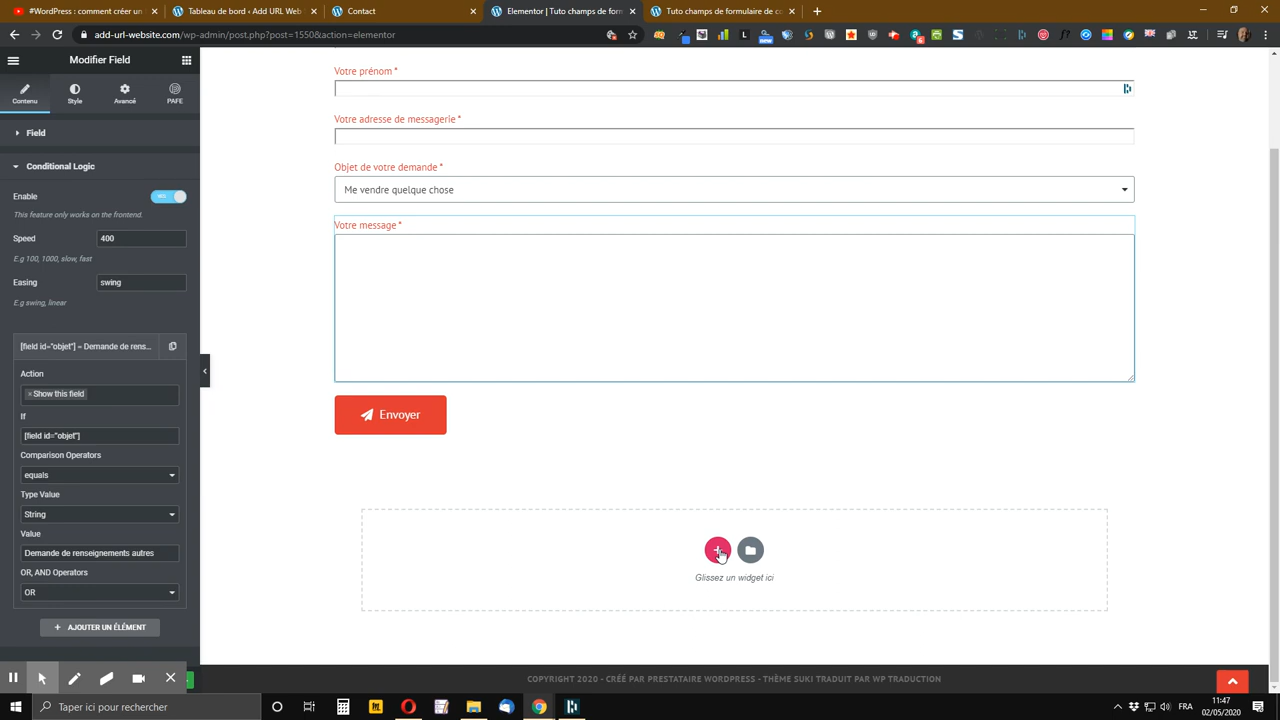 comment créer un
Tableau de bord ‹ Add URL Web
Elementor | Tuto champs de form
Tuto champs de formulaires
add-url-website.com/wp-admin/post.php?post=1550&action=elementor
Modifier Field
Contenu
Style
Avancé
PAFE
Field
Conditional Logic
Enable
This feature only works on the frontend.
Speed
400
E.g 100, 1000, slow, fast
Easing
swing
E.g swing, linear
[field id="objet"] = Demande de rens...
Action
× Show this field
If
[field id="objet"]
Comparison Operators
equals
Type Value
String
Value
Demande de renseignements autres
OR, AND Operators
OR
+ AJOUTER UN ÉLÉMENT
Votre prénom *
Votre adresse de messagerie *
Objet de votre demande *
Me vendre quelque chose
Votre message *
Envoyer
Glissez un widget ici
COPYRIGHT 2020 - CRÉÉ PAR PRESTATAIRE WORDPRESS - THÈME SUKI TRADUIT PAR WP TRADUCTION
Taper ici pour rechercher
FRA
11:47
02/05/2020